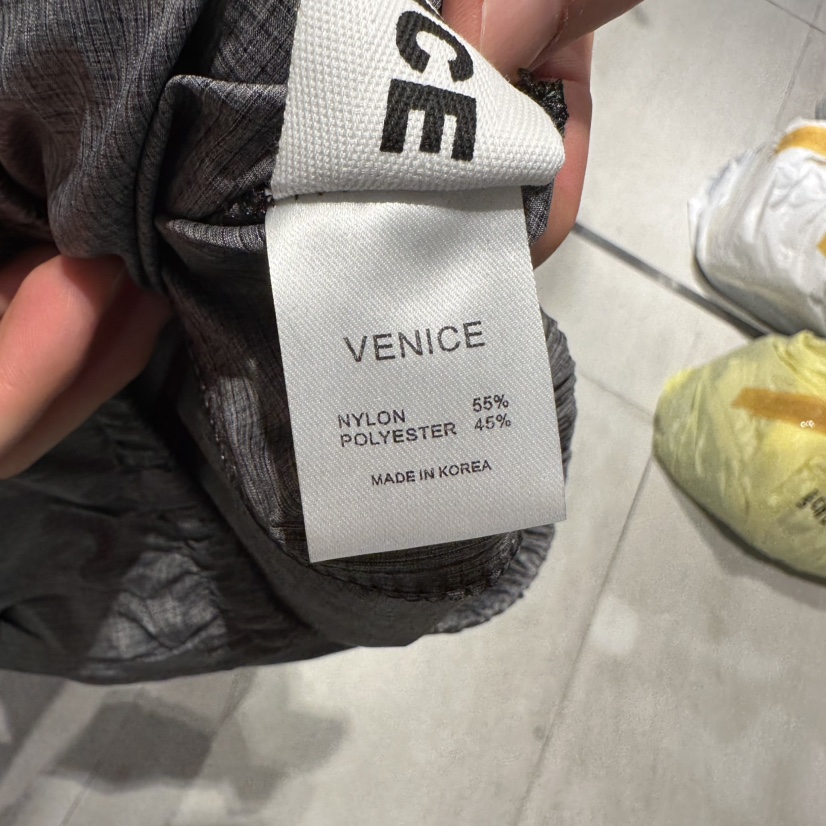 CE
VENICE
NYLON 55%
POLYESTER 45%
MADE IN KOREA